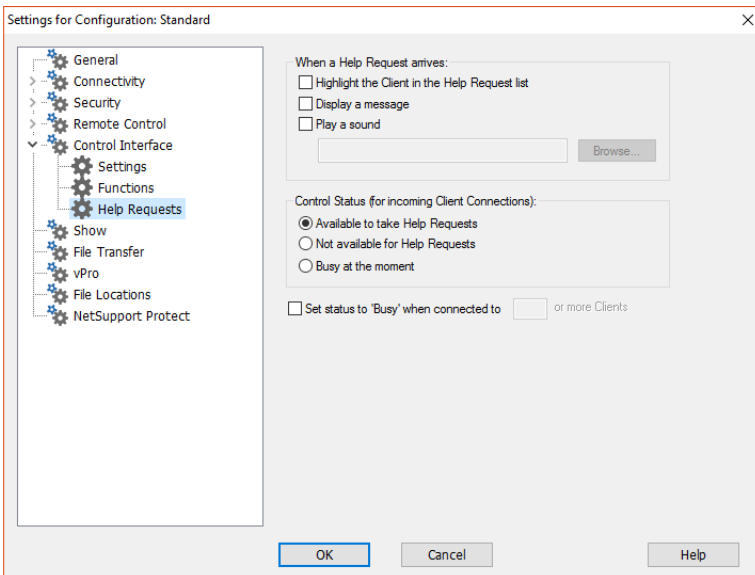 Settings for Configuration: Standard
General
Connectivity
Security
Remote Control
Control Interface
Settings
Functions
Help Requests
Show
File Transfer
vPro
File Locations
NetSupport Protect
When a Help Request arrives:
Highlight the Client in the Help Request list
Display a message
Play a sound
Browse...
Control Status (for incoming Client Connections):
Available to take Help Requests
Not available for Help Requests
Busy at the moment
Set status to 'Busy' when connected to or more Clients
OK Cancel Help